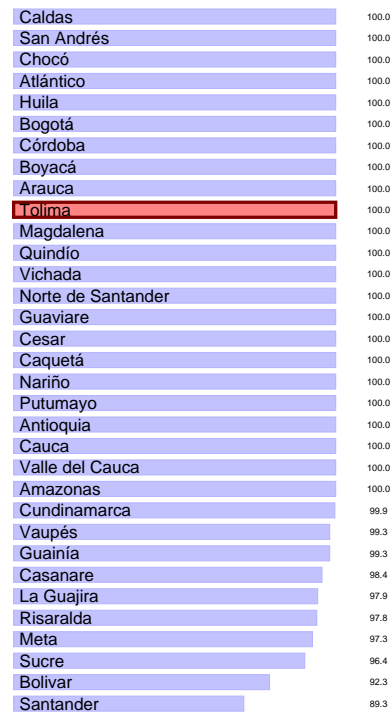 Caldas 100.0
San Andrés 100.0
Chocó 100.0
Atlántico 100.0
Huila 100.0
Bogotá 100.0
Córdoba 100.0
Boyacá 100.0
Arauca 100.0
Tolima 100.0
Magdalena 100.0
Quindío 100.0
Vichada 100.0
Norte de Santander 100.0
Guaviare 100.0
Cesar 100.0
Caquetá 100.0
Nariño 100.0
Putumayo 100.0
Antioquia 100.0
Cauca 100.0
Valle del Cauca 100.0
Amazonas 100.0
Cundinamarca 99.9
Vaupés 99.3
Guainía 99.3
Casanare 98.4
La Guajira 97.9
Risaralda 97.8
Meta 97.3
Sucre 96.4
Bolivar 92.3
Santander 89.3